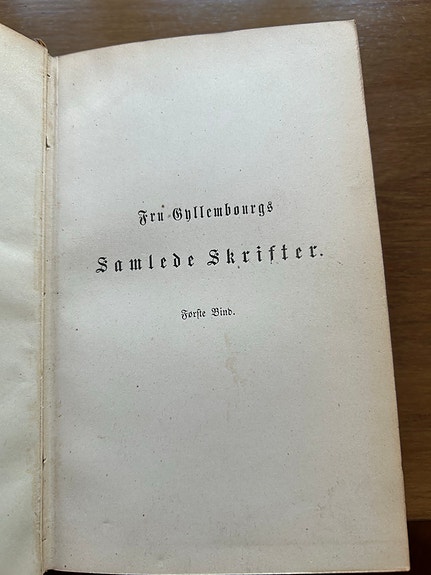 Fru Gyllembourgs
Samlede Skrifter.
Første Bind.